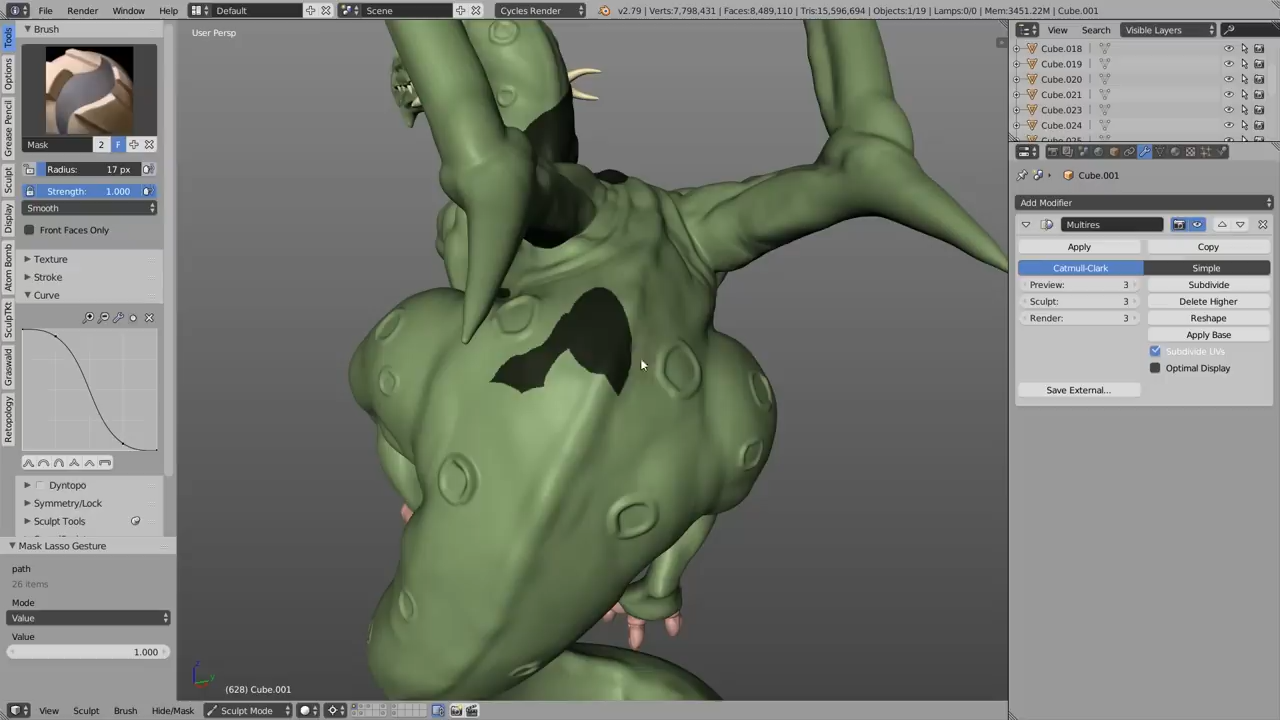 File Render Window Help Default Scene Cycles Render v2.79 | Verts:7,798,431 | Faces:8,489,110 | Tris:15,596,694 | Objects:1/19 | Lamps:0/0 | Mem:3451.22M | Cube.001
Brush
User Persp
View Search Visible Layers
Cube.018
Cube.019
Cube.020
Cube.021
Cube.023
Cube.024
Tools
Options
Grease Pencil
Sculpt
Display
Atom Bomb
SculpTKt
Graswald
Retopology
Mask 2 F
Radius: 17 px
Strength: 1.000
Smooth
Front Faces Only
Texture
Stroke
Curve
Dyntopo
Symmetry/Lock
Sculpt Tools
Mask Lasso Gesture
path
26 items
Mode
Value
Value
1.000
Cube.001
Add Modifier
Multires
Apply Copy
Catmull-Clark Simple
Preview: 3 Subdivide
Sculpt: 3 Delete Higher
Render: 3 Reshape
Apply Base
Subdivide UVs
Optimal Display
Save External...
z
y
(628) Cube.001
View Sculpt Brush Hide/Mask Sculpt Mode